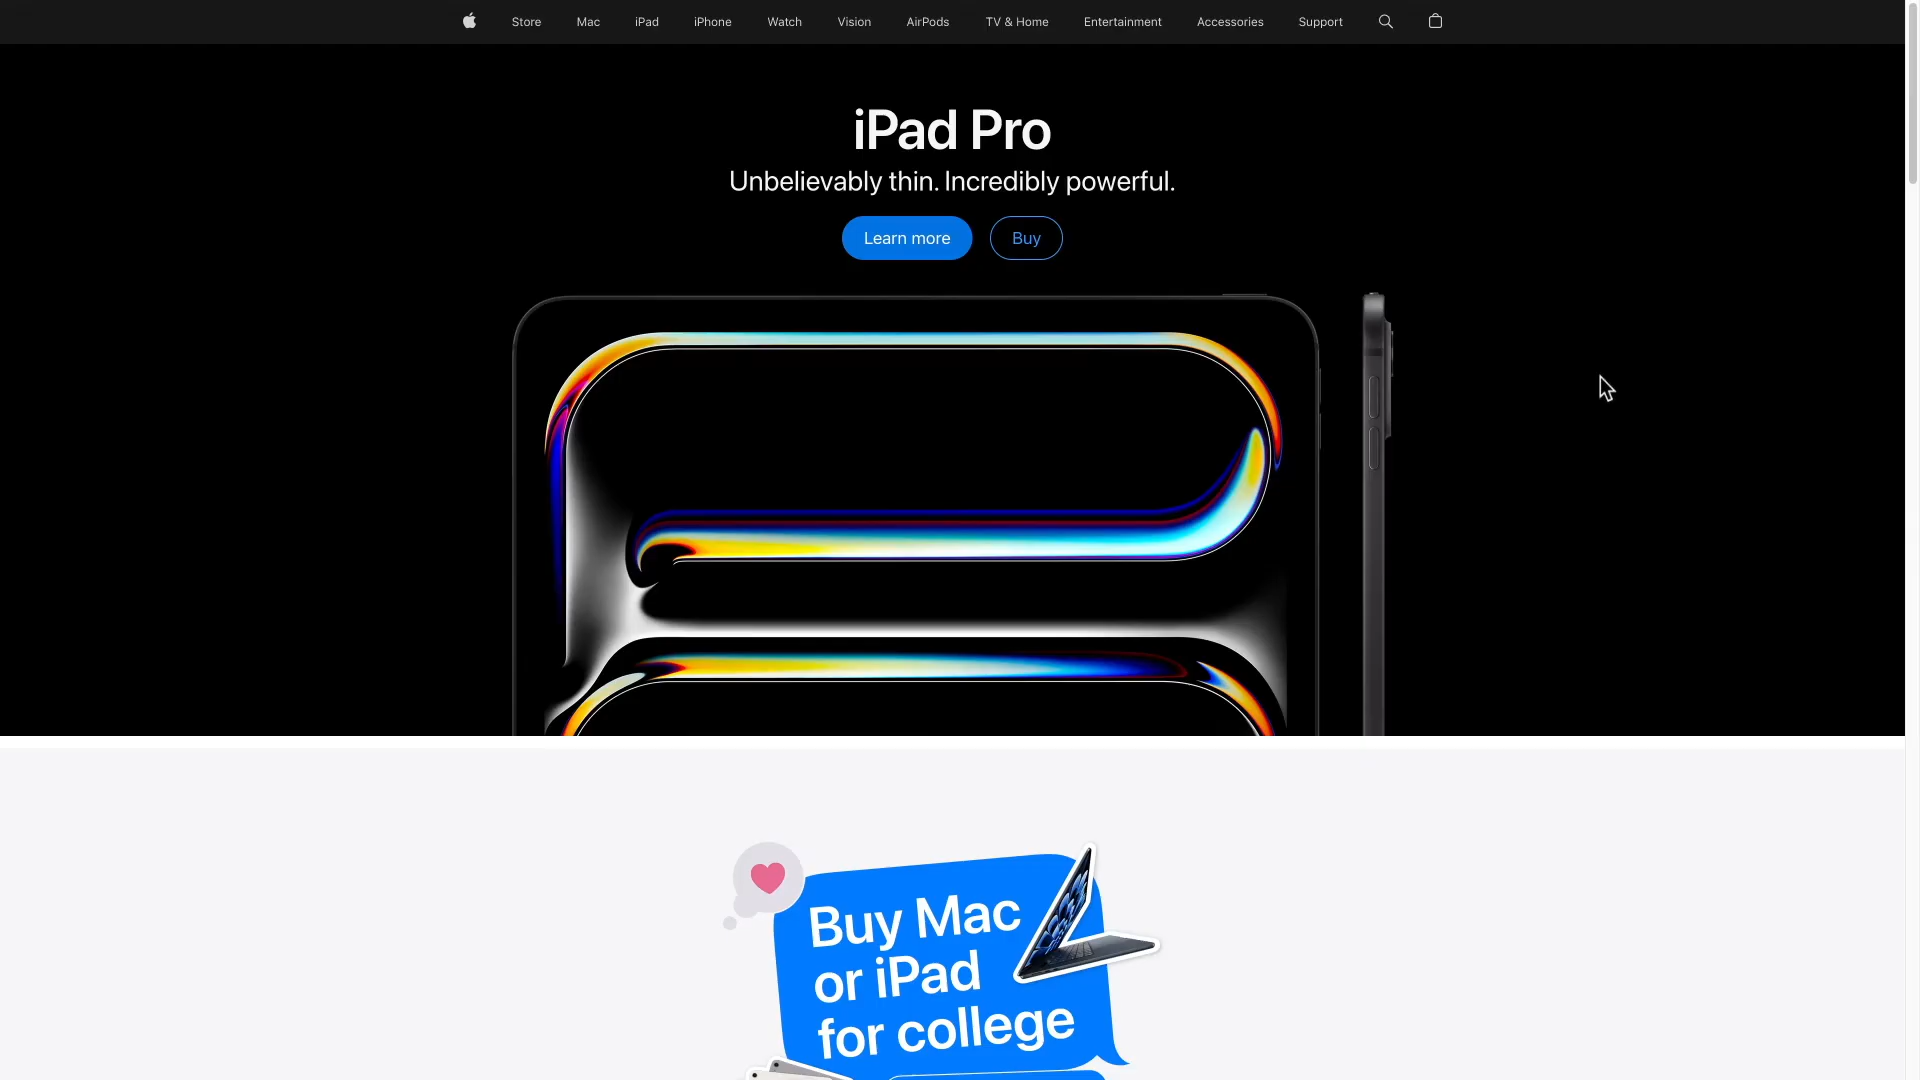 Store Mac iPad iPhone Watch Vision AirPods TV & Home Entertainment Accessories Support
iPad Pro
Unbelievably thin. Incredibly powerful.
Learn more Buy
Buy Mac
or iPad
for college